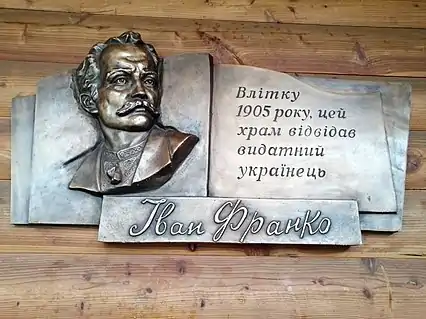 Влітку
1905 року, цей
храм відвідав
видатний
українець
Іван Франко